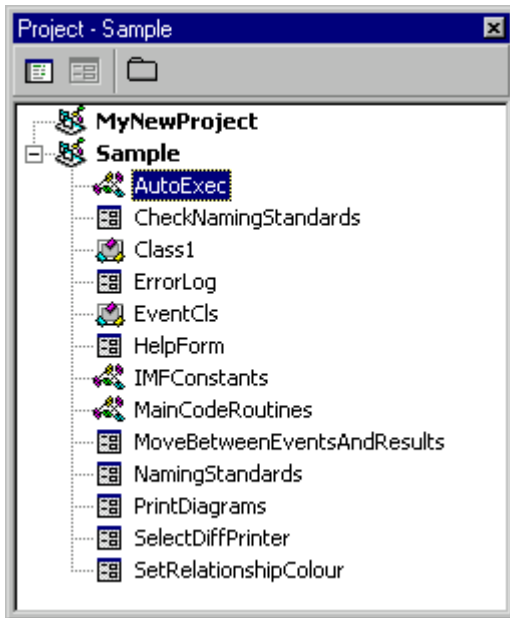 Project - Sample
MyNewProject
Sample
AutoExec
CheckNamingStandards
Class1
ErrorLog
EventCls
HelpForm
IMFConstants
MainCodeRoutines
MoveBetweenEventsAndResults
NamingStandards
PrintDiagrams
SelectDiffPrinter
SetRelationshipColour